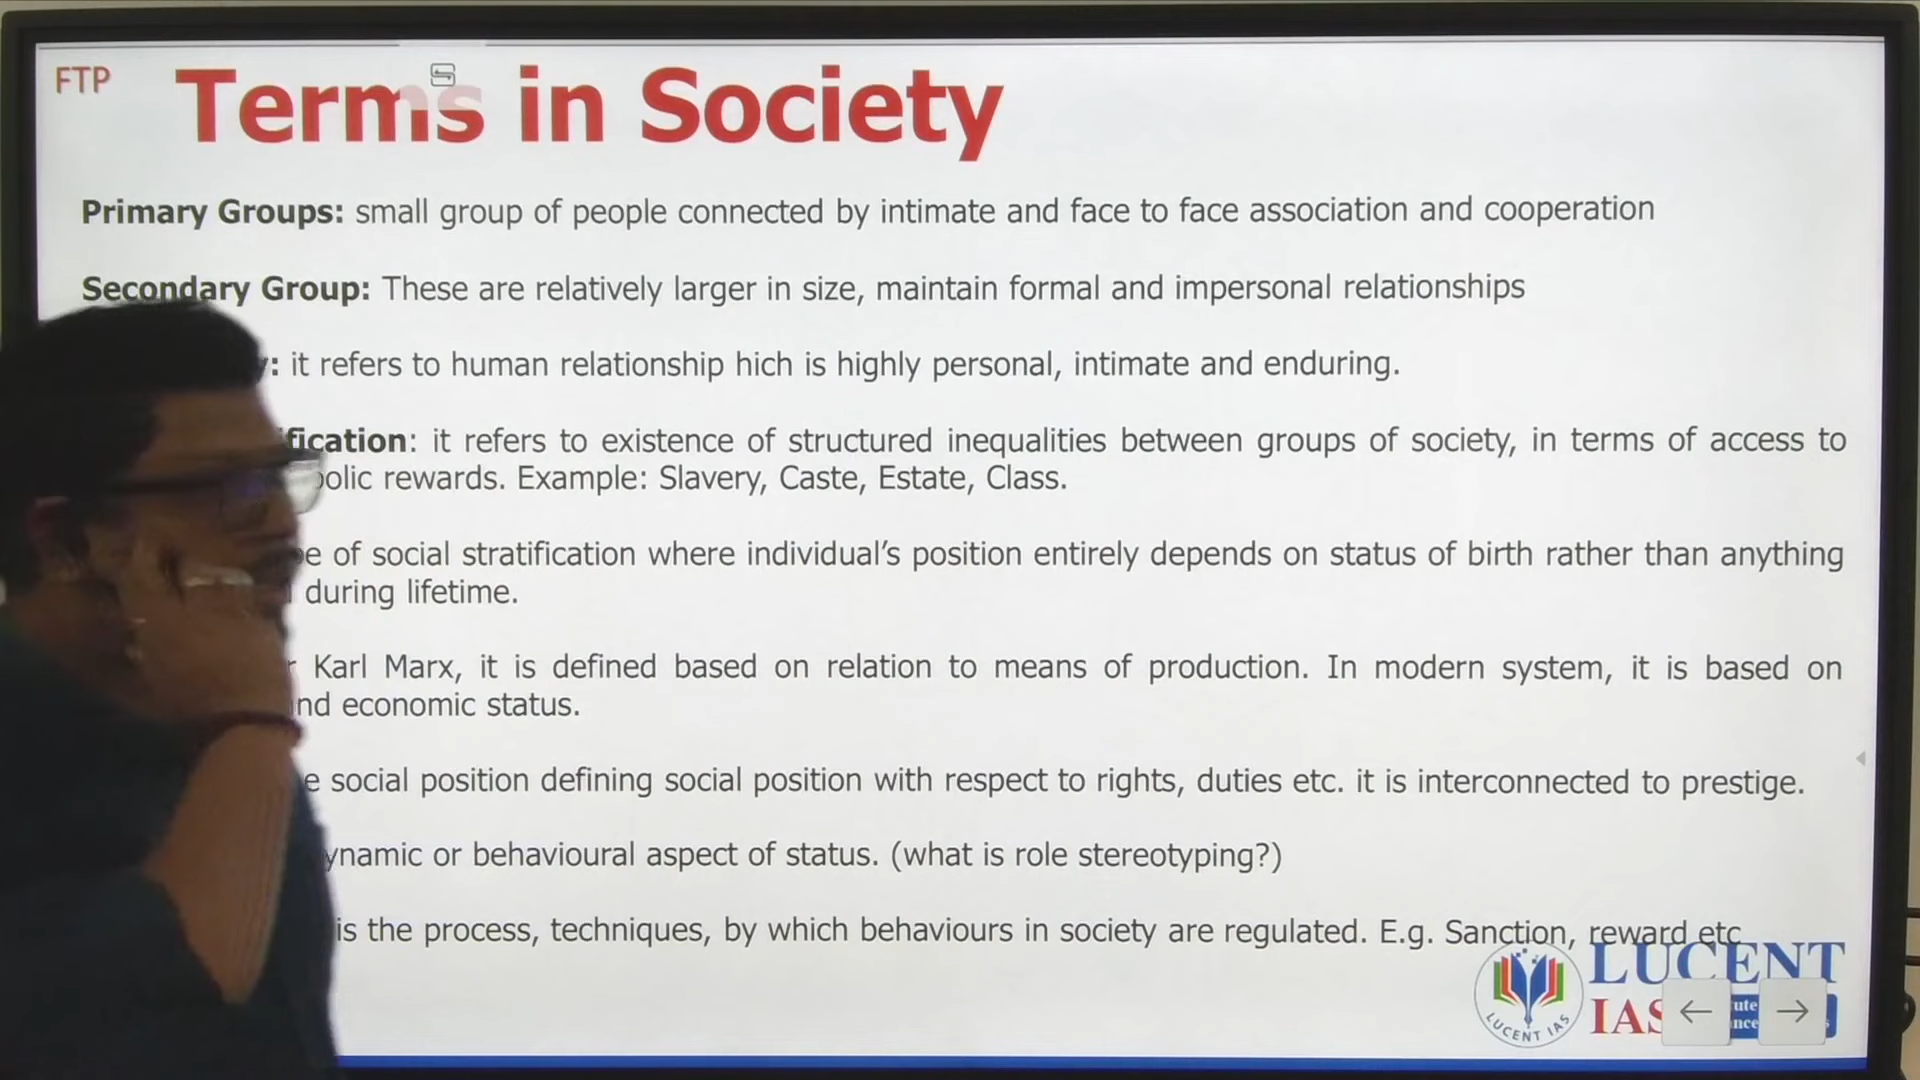 FTP
Terms in Society
Primary Groups: small group of people connected by intimate and face to face association and cooperation
Secondary Group: These are relatively larger in size, maintain formal and impersonal relationships
: it refers to human relationship hich is highly personal, intimate and enduring.
: it refers to existence of structured inequalities between groups of society, in terms of access to
rewards. Example: Slavery, Caste, Estate, Class.
of social stratification where individual's position entirely depends on status of birth rather than anything
during lifetime.
Karl Marx, it is defined based on relation to means of production. In modern system, it is based on
economic status.
social position defining social position with respect to rights, duties etc. it is interconnected to prestige.
or behavioural aspect of status. (what is role stereotyping?)
is the process, techniques, by which behaviours in society are regulated. E.g. Sanction, reward etc
LUCENT
IAS
LUCENT IAS